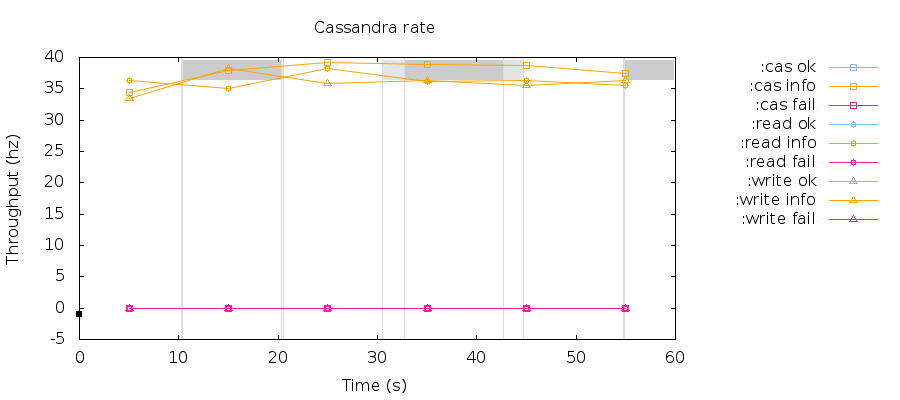 Cassandra rate
40
35
30
25
20
15
10
5
0
-5
Throughput (hz)
0 10 20 30 40 50 60
Time (s)
:cas ok
:cas info
:cas fail
:read ok
:read info
:read fail
:write ok
:write info
:write fail